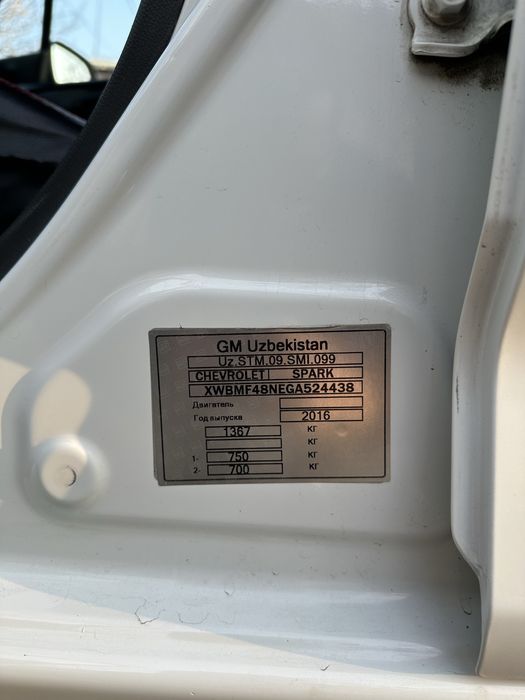 GM Uzbekistan
Uz.STM.09.SMI.099
CHEVROLET SPARK
XWBMF48NEGA524438
Двигатель
Год выпуска 2016
1367 КГ
КГ
1- 750 КГ
2- 700 КГ